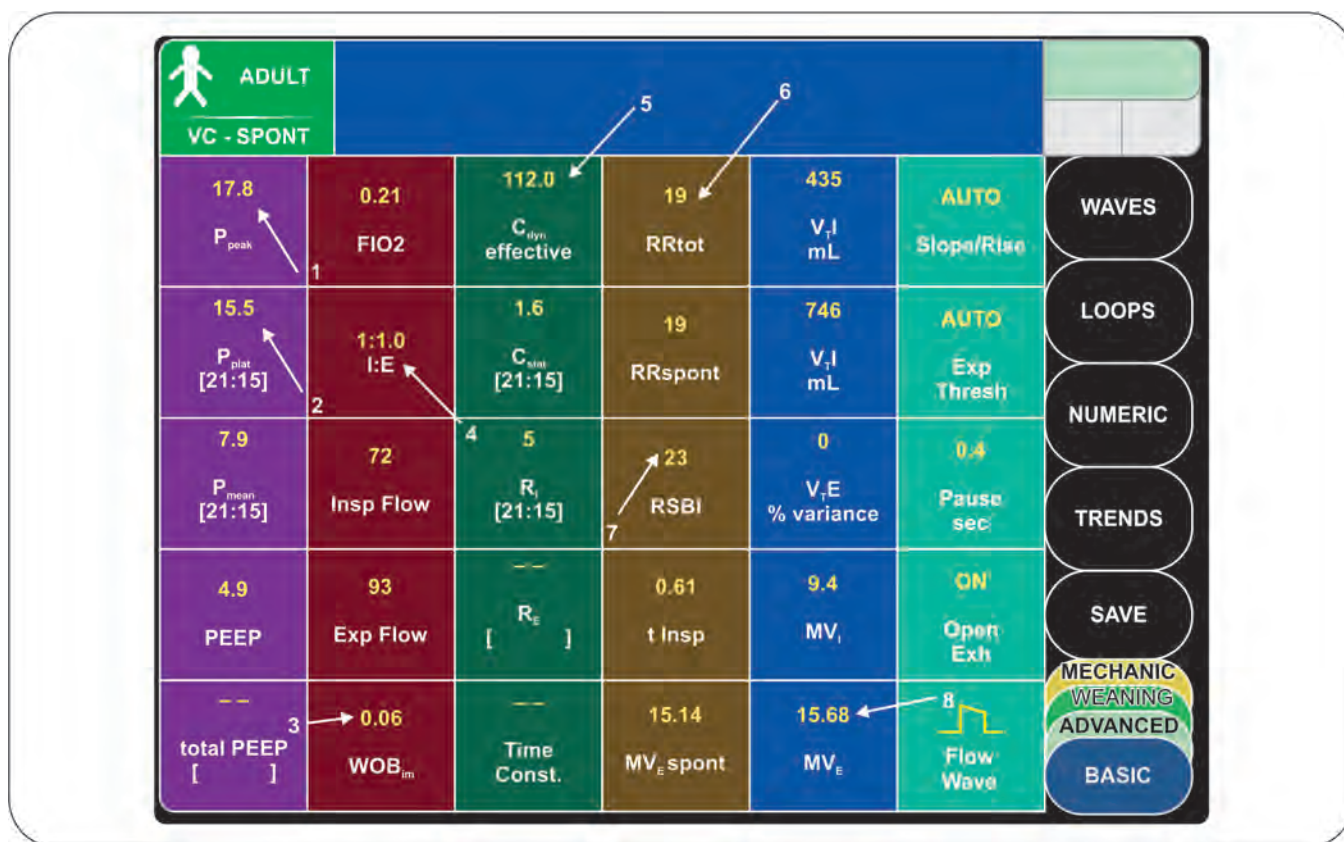 ADULT
VC - SPONT
5
6
17.8
Ppeak
1
0.21
FIO2
112.0
Cdyn
effective
19
RRtot
435
VTI
mL
AUTO
Slope/Rise
WAVES
15.5
Pplat
[21:15]
2
1:1.0
I:E
4
1.6
Cstat
[21:15]
19
RRspont
746
VTI
mL
AUTO
Exp
Thresh
LOOPS
7.9
Pmean
[21:15]
72
Insp Flow
5
RI
[21:15]
7
23
RSBI
0
VTE
% variance
0.4
Pause
sec
NUMERIC
TRENDS
4.9
PEEP
93
Exp Flow
– –
RE
[ ]
0.61
t Insp
9.4
MVI
ON
Open
Exh
SAVE
– –
total PEEP
[ ]
3
0.06
WOBim
– –
Time
Const.
15.14
MVE spont
15.68
MVE
8
Flow
Wave
MECHANIC
WEANING
ADVANCED
BASIC